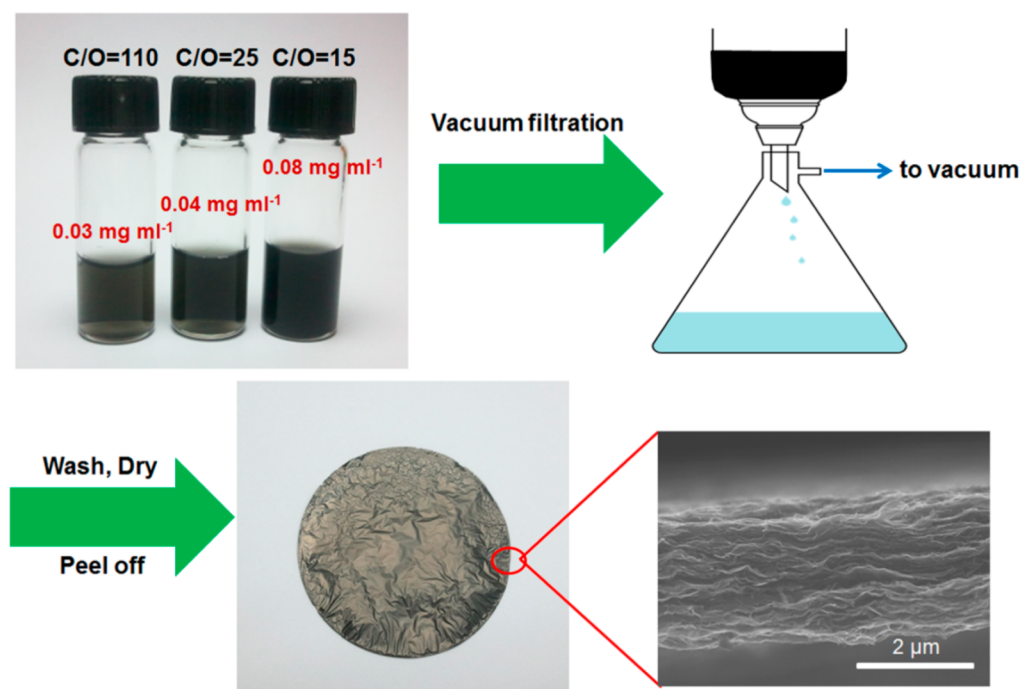 C/O=110 C/O=25 C/O=15
0.08 mg ml⁻¹
0.04 mg ml⁻¹
0.03 mg ml⁻¹
Vacuum filtration
to vacuum
Wash, Dry
Peel off
2 μm